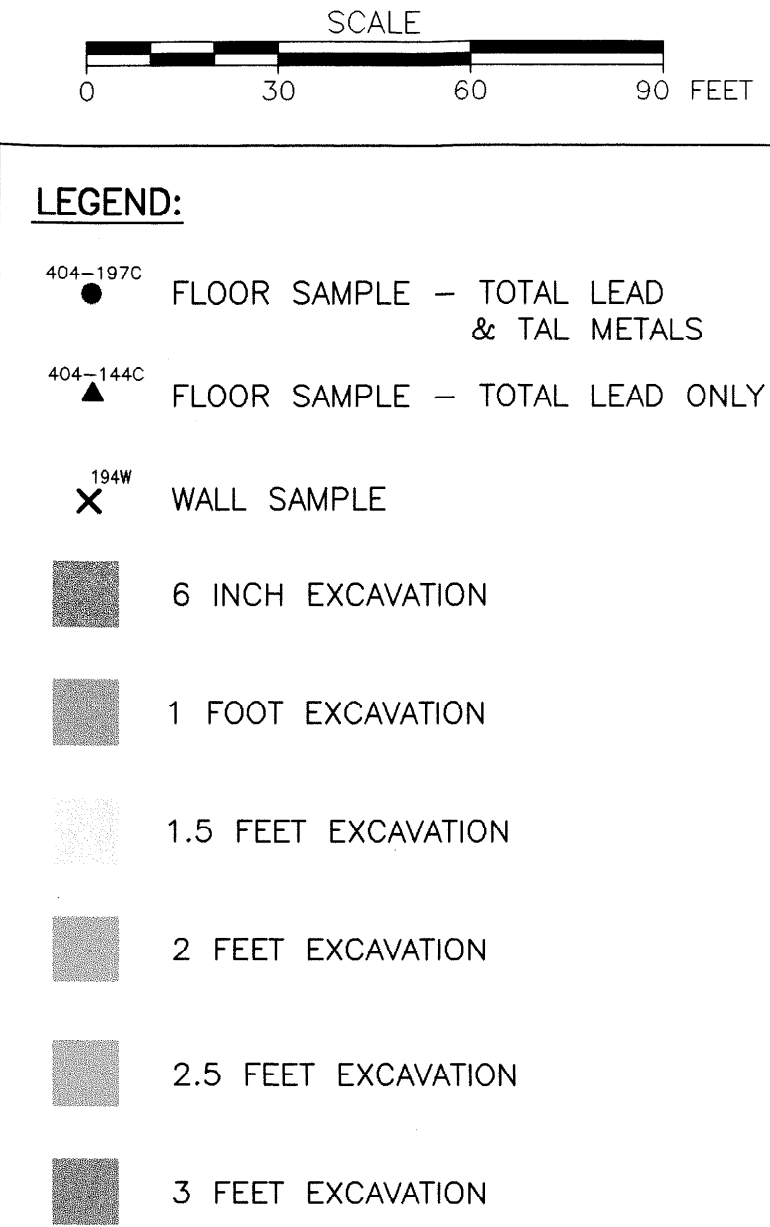 SCALE
0 30 60 90 FEET
LEGEND:
404-197C
FLOOR SAMPLE – TOTAL LEAD
& TAL METALS
404-144C
FLOOR SAMPLE – TOTAL LEAD ONLY
194W
WALL SAMPLE
6 INCH EXCAVATION
1 FOOT EXCAVATION
1.5 FEET EXCAVATION
2 FEET EXCAVATION
2.5 FEET EXCAVATION
3 FEET EXCAVATION